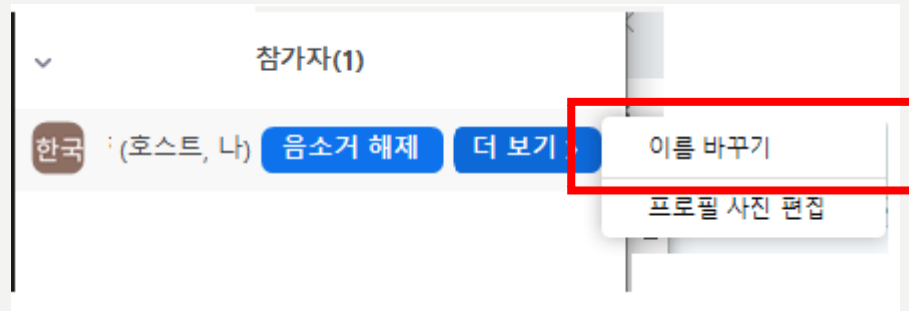 참가자(1)
한국 (호스트, 나) 음소거 해제 더 보기 >
이름 바꾸기
프로필 사진 편집